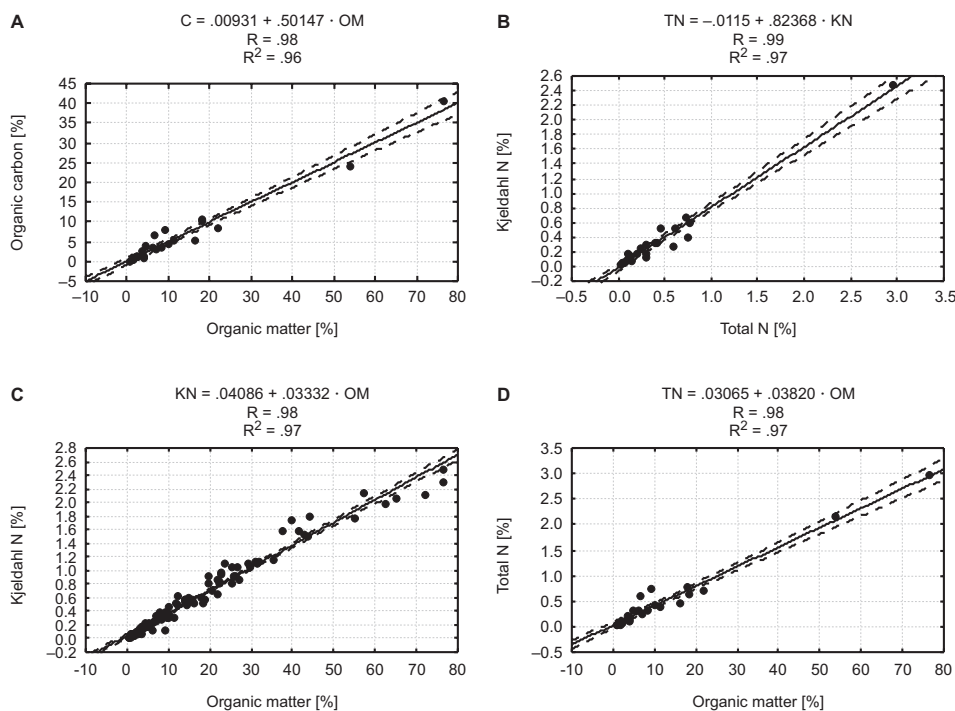 A
C = .00931 + .50147 · OM
R = .98
R2 = .96
45
40
35
30
25
20
15
10
5
0
–5
Organic carbon [%]
–10 0 10 20 30 40 50 60 70 80
Organic matter [%]
B
TN = –.0115 + .82368 · KN
R = .99
R2 = .97
2.6
2.4
2.2
2.0
1.8
1.6
1.4
1.2
1.0
0.8
0.6
0.4
0.2
0.0
–0.2
Kjeldahl N [%]
–0.5 0.0 0.5 1.0 1.5 2.0 2.5 3.0 3.5
Total N [%]
C
KN = .04086 + .03332 · OM
R = .98
R2 = .97
2.8
2.6
2.4
2.2
2.0
1.8
1.6
1.4
1.2
1.0
0.8
0.6
0.4
0.2
0.0
–0.2
Kjeldahl N [%]
-10 0 10 20 30 40 50 60 70 80
Organic matter [%]
D
TN = .03065 + .03820 · OM
R = .98
R2 = .97
3.5
3.0
2.5
2.0
1.5
1.0
0.5
0.0
–0.5
Total N [%]
–10 0 10 20 30 40 50 60 70 80
Organic matter [%]